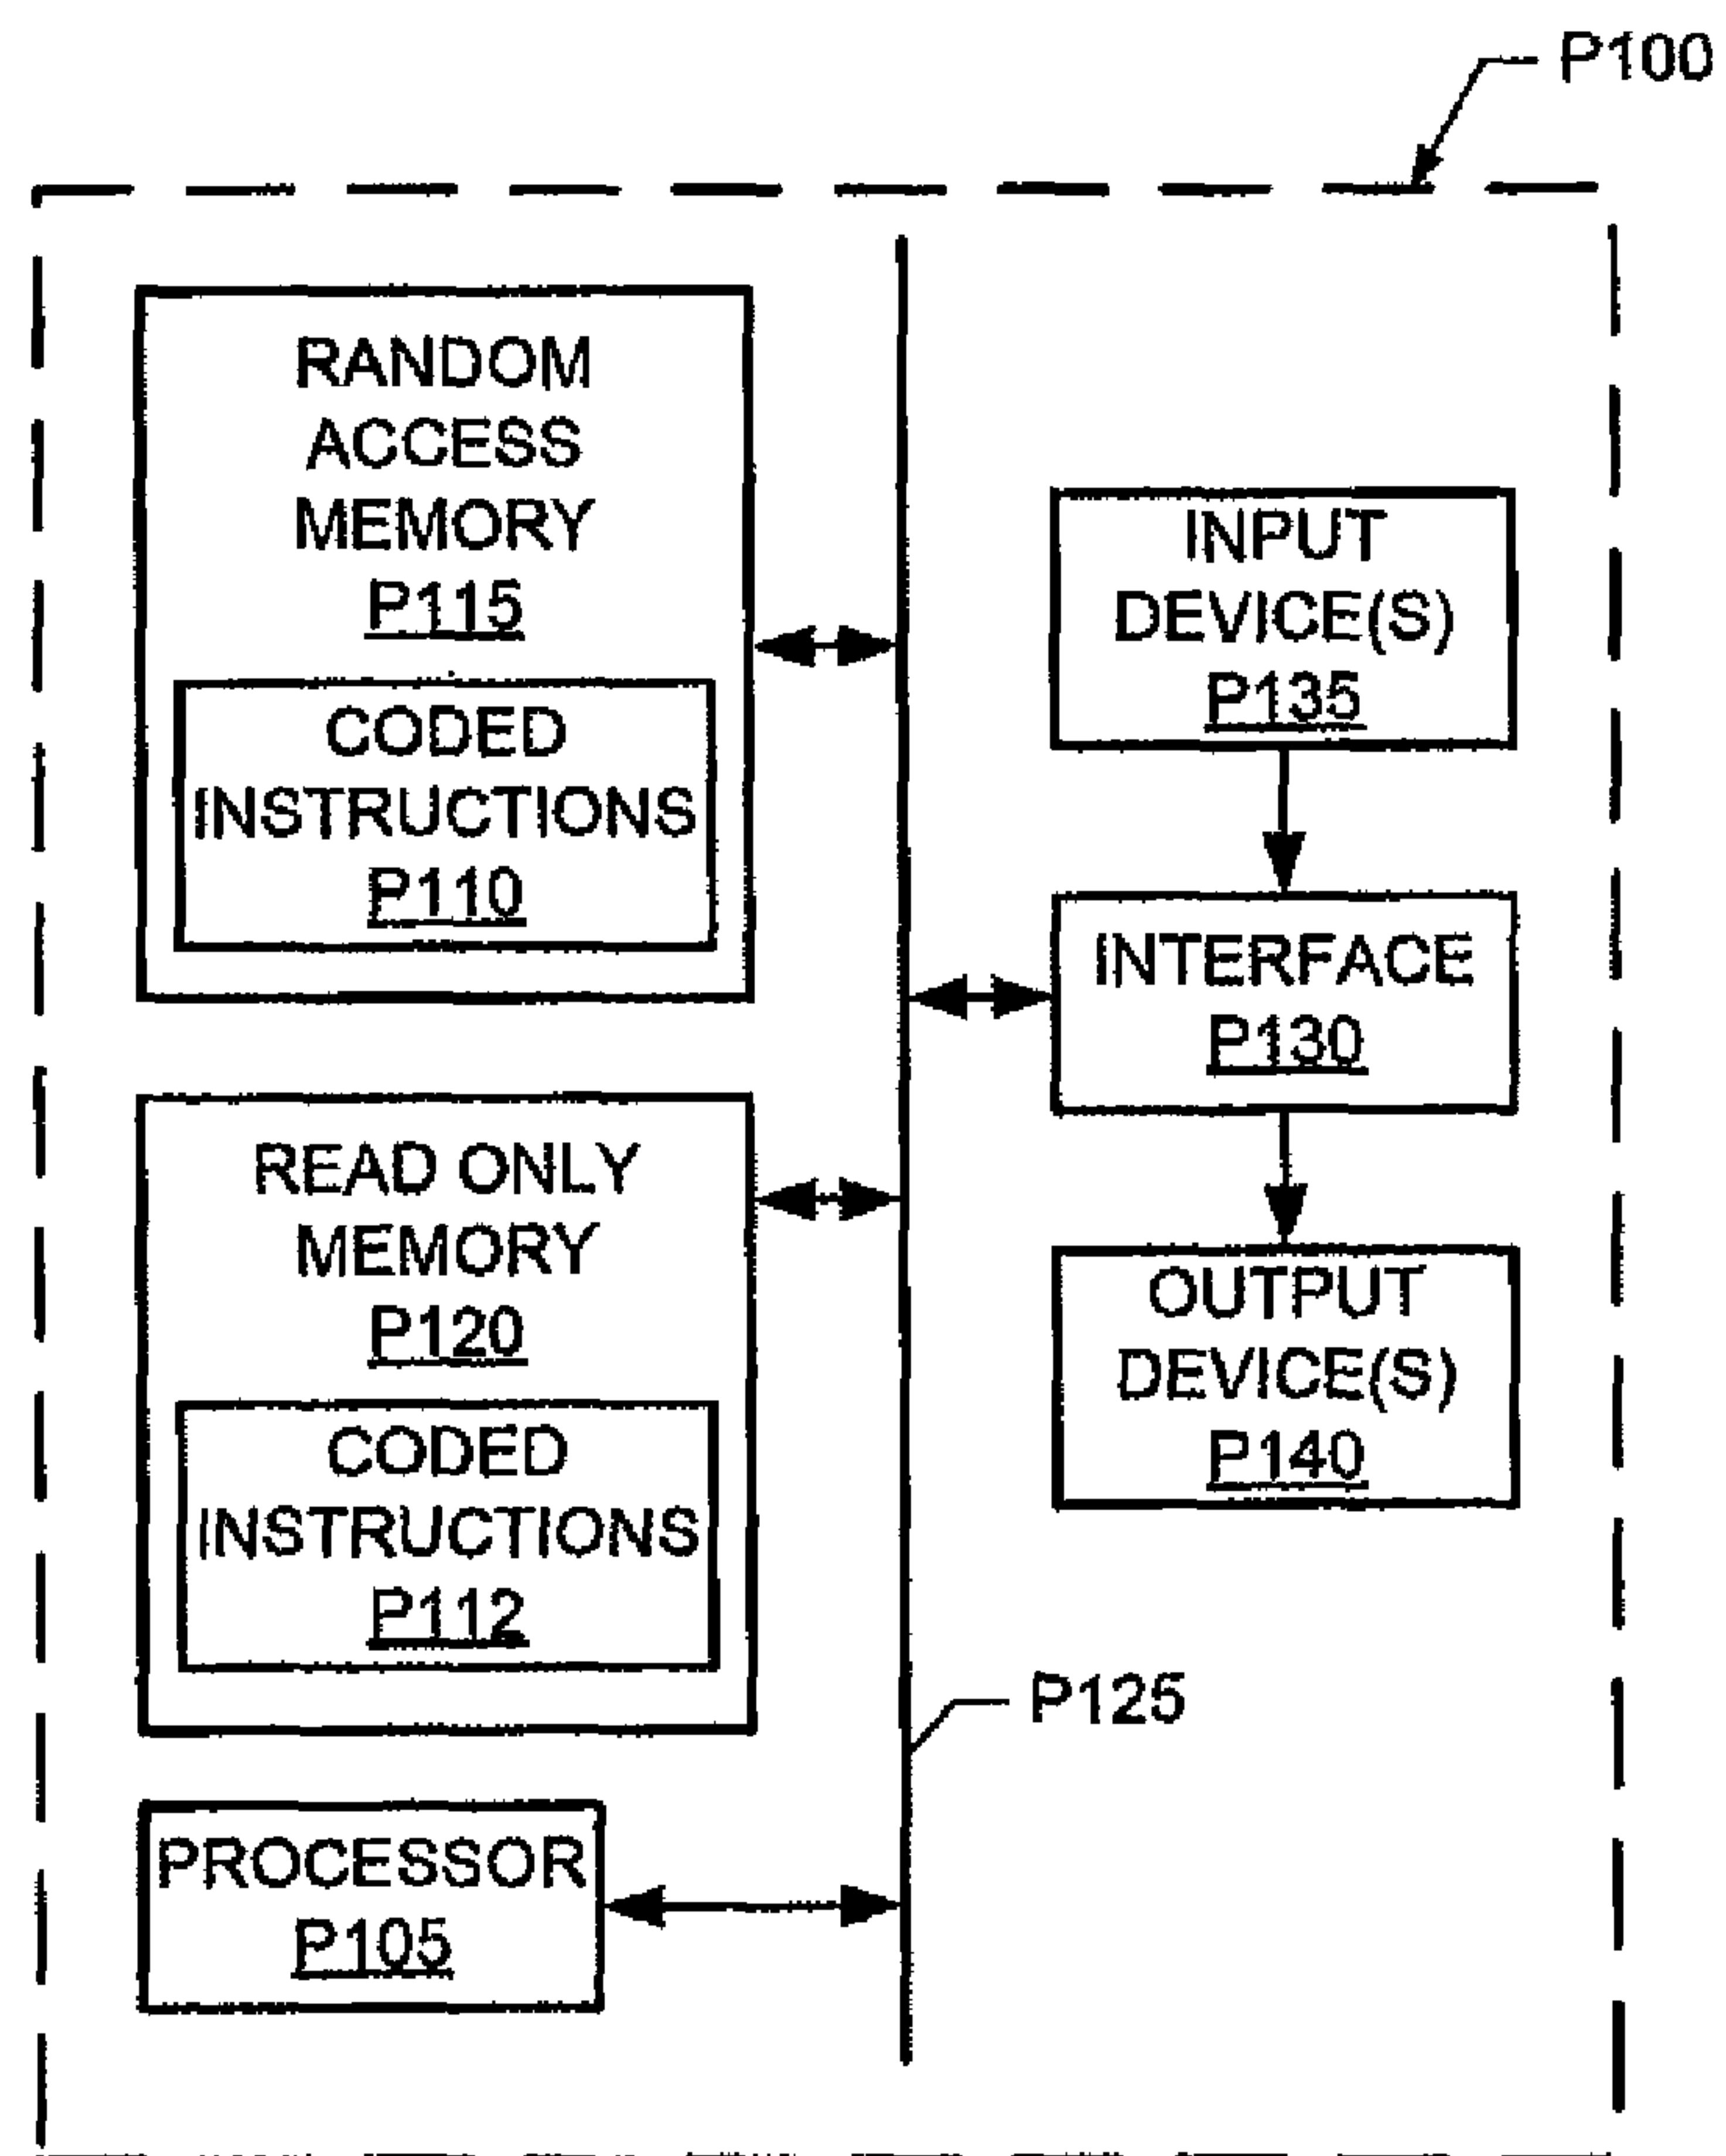 P100
RANDOM
ACCESS
MEMORY
P115
CODED
INSTRUCTIONS
P110
READ ONLY
MEMORY
P120
CODED
INSTRUCTIONS
P112
PROCESSOR
P105
INPUT
DEVICE(S)
P135
INTERFACE
P130
OUTPUT
DEVICE(S)
P140
P125